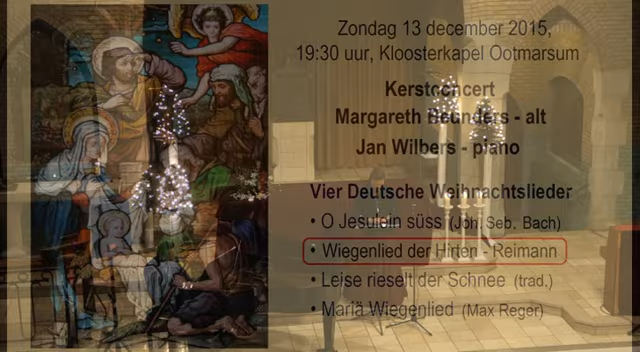 Zondag 13 december 2015,
19:30 uur, Kloosterkapel Ootmarsum
Kerstconcert
Margareth Beunders - alt
Jan Wilbers - piano
Vier Deutsche Weihnachtslieder
• O Jesulein süss (Joh. Seb. Bach)
• Wiegenlied der Hirten - Reimann
• Leise rieselt der Schnee (trad.)
• Mariä Wiegenlied (Max Reger)